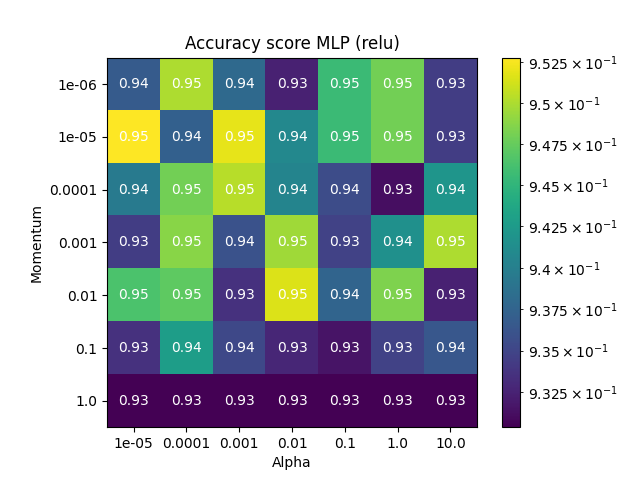 Accuracy score MLP (relu)
Momentum
1e-06 0.94 0.95 0.94 0.93 0.95 0.95 0.93
1e-05 0.95 0.94 0.95 0.94 0.95 0.95 0.93
0.0001 0.94 0.95 0.95 0.94 0.94 0.93 0.94
0.001 0.93 0.95 0.94 0.95 0.93 0.94 0.95
0.01 0.95 0.95 0.93 0.95 0.94 0.95 0.93
0.1 0.93 0.94 0.94 0.93 0.93 0.93 0.94
1.0 0.93 0.93 0.93 0.93 0.93 0.93 0.93
1e-05 0.0001 0.001 0.01 0.1 1.0 10.0
Alpha
9.525 × 10⁻¹
9.5 × 10⁻¹
9.475 × 10⁻¹
9.45 × 10⁻¹
9.425 × 10⁻¹
9.4 × 10⁻¹
9.375 × 10⁻¹
9.35 × 10⁻¹
9.325 × 10⁻¹